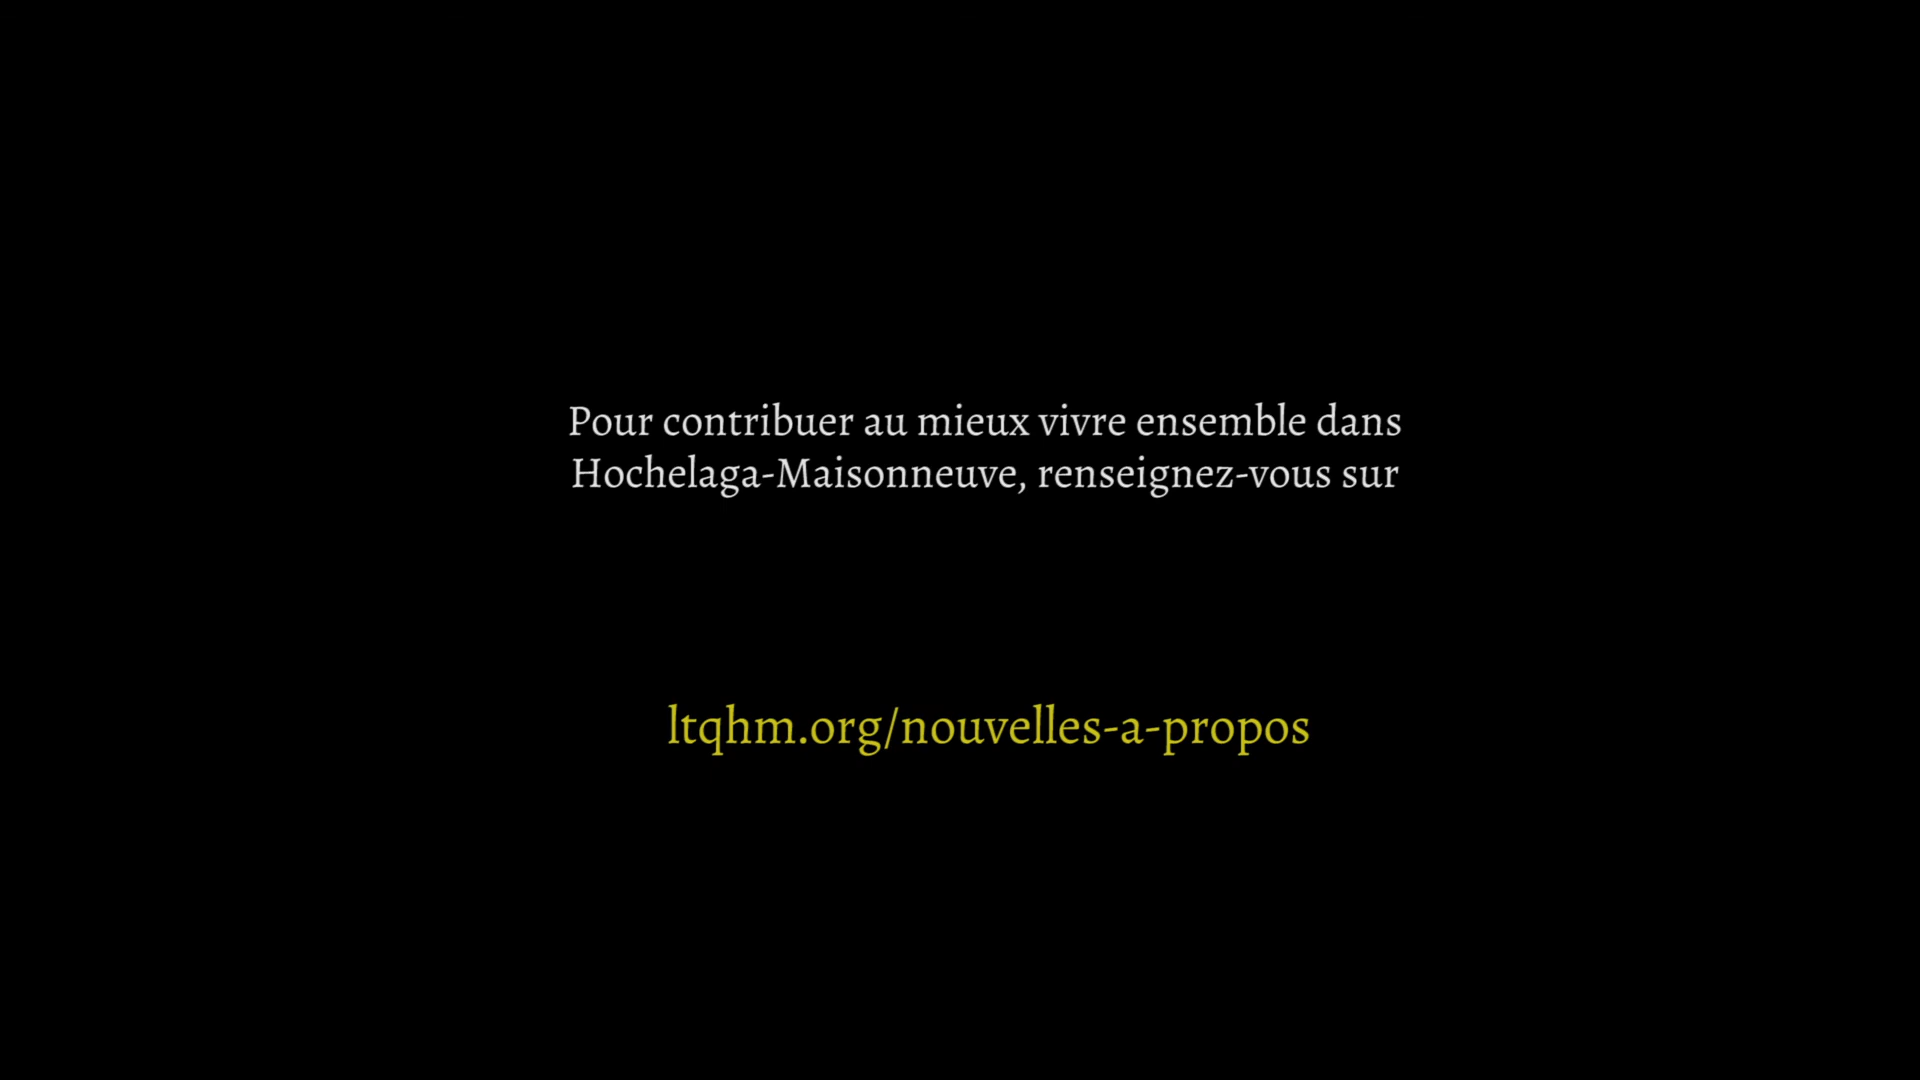 Pour contribuer au mieux vivre ensemble dans
Hochelaga-Maisonneuve, renseignez-vous sur
ltqhm.org/nouvelles-a-propos